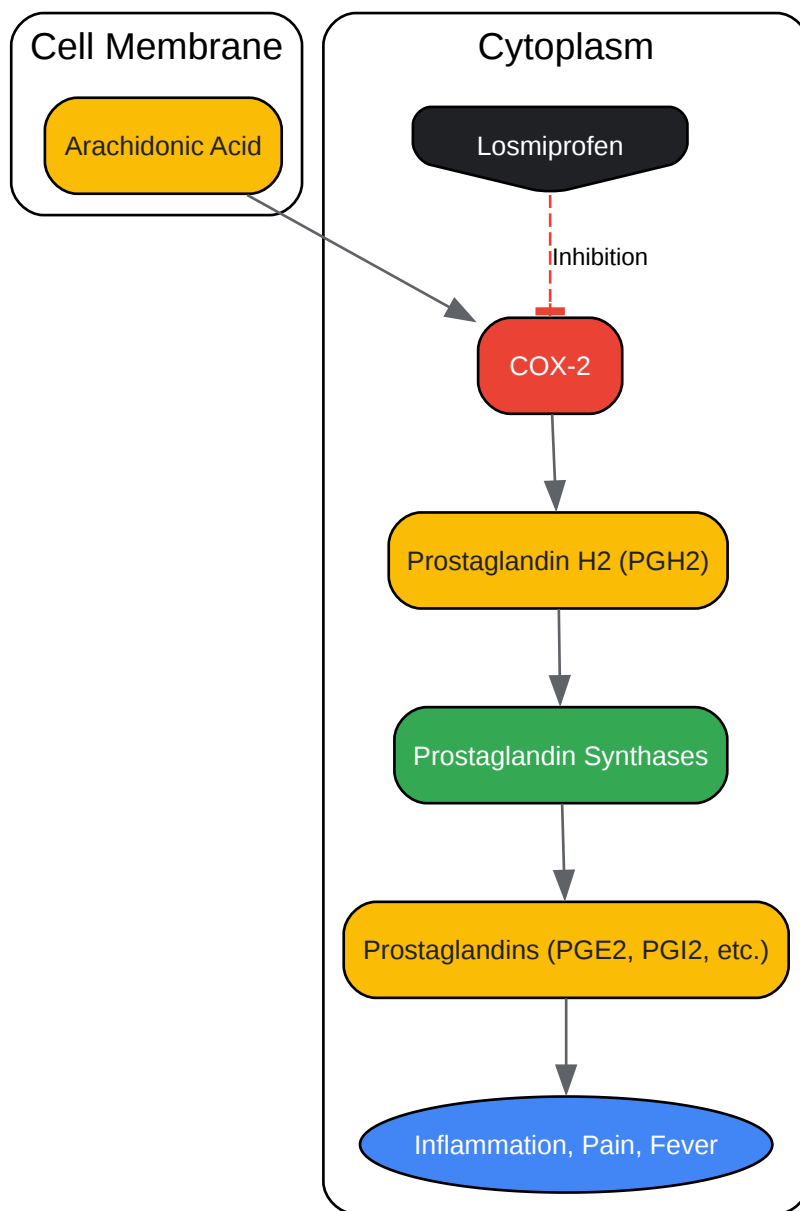 Cell Membrane
Cytoplasm
Arachidonic Acid
Losmiprofen
Inhibition
COX-2
Prostaglandin H2 (PGH2)
Prostaglandin Synthases
Prostaglandins (PGE2, PGI2, etc.)
Inflammation, Pain, Fever